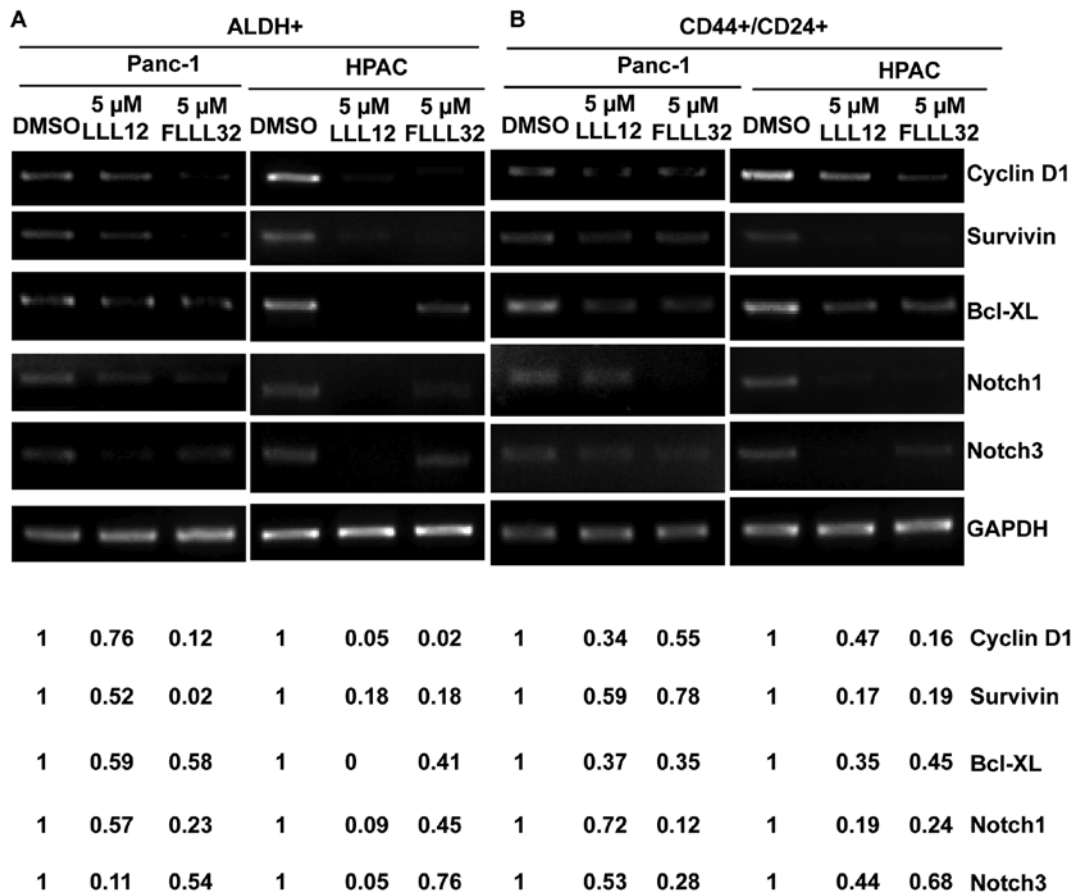 A B
ALDH+ CD44+/CD24+
Panc-1 HPAC Panc-1 HPAC
5 µM 5 µM 5 µM 5 µM 5 µM 5 µM 5 µM 5 µM
DMSO LLL12 FLLL32 DMSO LLL12 FLLL32 DMSO LLL12 FLLL32 DMSO LLL12 FLLL32
Cyclin D1
Survivin
Bcl-XL
Notch1
Notch3
GAPDH
1 0.76 0.12 1 0.05 0.02 1 0.34 0.55 1 0.47 0.16 Cyclin D1
1 0.52 0.02 1 0.18 0.18 1 0.59 0.78 1 0.17 0.19 Survivin
1 0.59 0.58 1 0 0.41 1 0.37 0.35 1 0.35 0.45 Bcl-XL
1 0.57 0.23 1 0.09 0.45 1 0.72 0.12 1 0.19 0.24 Notch1
1 0.11 0.54 1 0.05 0.76 1 0.53 0.28 1 0.44 0.68 Notch3